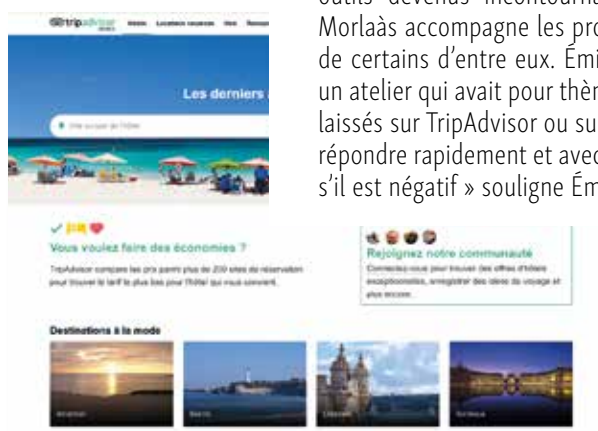 outils devenus incontourna
Morlaàs accompagne les pro
de certains d'entre eux. Émi
un atelier qui avait pour thèn
laissés sur TripAdvisor ou su
répondre rapidement et avec
s'il est négatif » souligne Ém
tripadvisor Hôtels Locations vacances Vols Restau
Les derniers
Vous voulez faire des économies ?
TripAdvisor compare les prix parmi plus de 200 sites de réservation
pour trouver le tarif le plus bas pour l'hôtel qui vous convient.
Rejoignez notre communauté
Connectez-vous pour trouver des offres d'hôtels
exceptionnelles, enregistrer des idées de voyage et
plus encore.
Destinations à la mode
Biarritz
Bordeaux